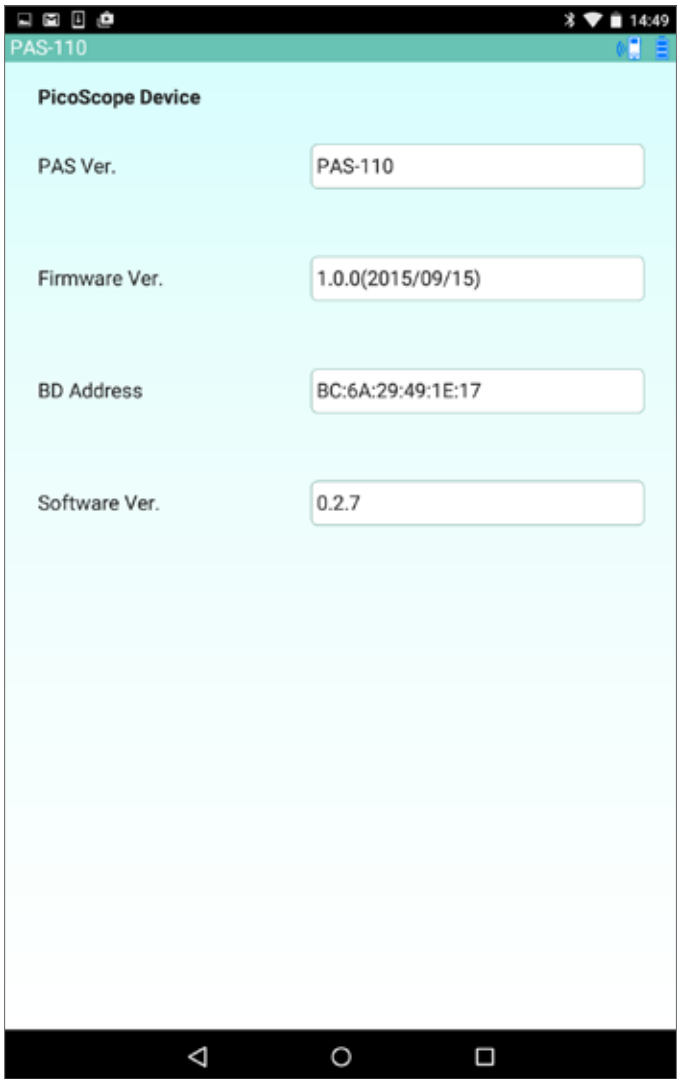 14:49
PAS-110
PicoScope Device
PAS Ver. PAS-110
Firmware Ver. 1.0.0(2015/09/15)
BD Address BC:6A:29:49:1E:17
Software Ver. 0.2.7